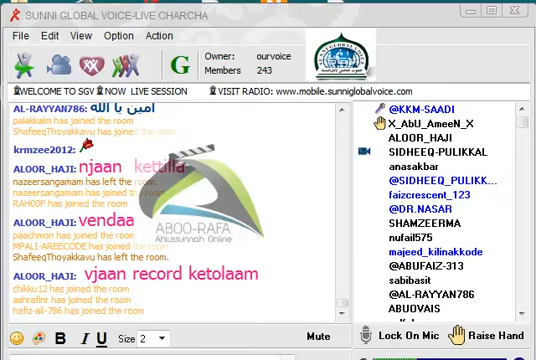 SUNNI GLOBAL VOICE-LIVE CHARCHA
File Edit View Option Action
G
Owner: ourvoice
Members 243
WELCOME TO SGV NOW LIVE SESSION VISIT RADIO: www.mobile.sunniglobalvoice.com
AL-RAYYAN786: امين يا الله
palakkalm has joined the room
ShafeeqThoyakkavu has joined the room
krmzee2012:
ALOOR_HAJI: njaan kettilla
nazeersangamam has left the room.
nazeersangamam has joined the room
RAH00F has joined the room
ALOOR_HAJI: vendaa
paachmon has joined the room
MPALI-AREECODE has joined the room
ShafeeqThoyakkavu has left the room.
ALOOR_HAJI: vjaan record ketolaam
chikku12 has joined the room
ashrafinr has joined the room
hafiz-ali-786 has joined the room
ABOO-RAFA
Ahlussunnah Online
@KKM-SAADI
X_AbU_AmeeN_X
ALOOR_HAJI
SIDHEEQ-PULIKKAL
anasakbar
@SIDHEEQ-PULIKK...
faizcrescent_123
@DR.NASAR
SHAMZEERMA
nufail575
majeed_kilinakkode
@ABUFAIZ-313
sabibasit
@AL-RAYYAN786
ABUOVAIS
B I U Size 2 Mute
Lock On Mic Raise Hand